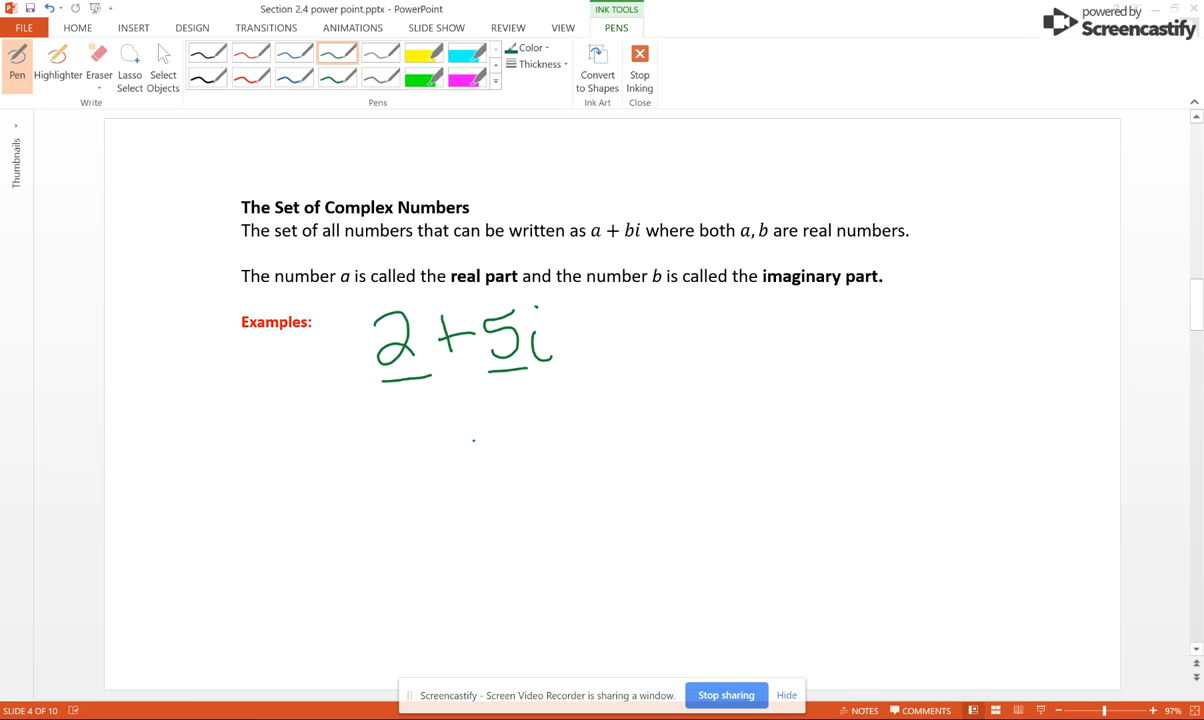 Section 2.4 power point.pptx - PowerPoint
INK TOOLS
powered by
Screencastify
FILE HOME INSERT DESIGN TRANSITIONS ANIMATIONS SLIDE SHOW REVIEW VIEW PENS
Pen Highlighter Eraser Lasso Select Select Objects
Color
Thickness
Convert to Shapes
Stop Inking
Write Pens Ink Art Close
Thumbnails
The Set of Complex Numbers
The set of all numbers that can be written as a + bi where both a, b are real numbers.
The number a is called the real part and the number b is called the imaginary part.
Examples: 2 + 5i
Screencastify - Screen Video Recorder is sharing a window. Stop sharing Hide
SLIDE 4 OF 10 NOTES COMMENTS 97%